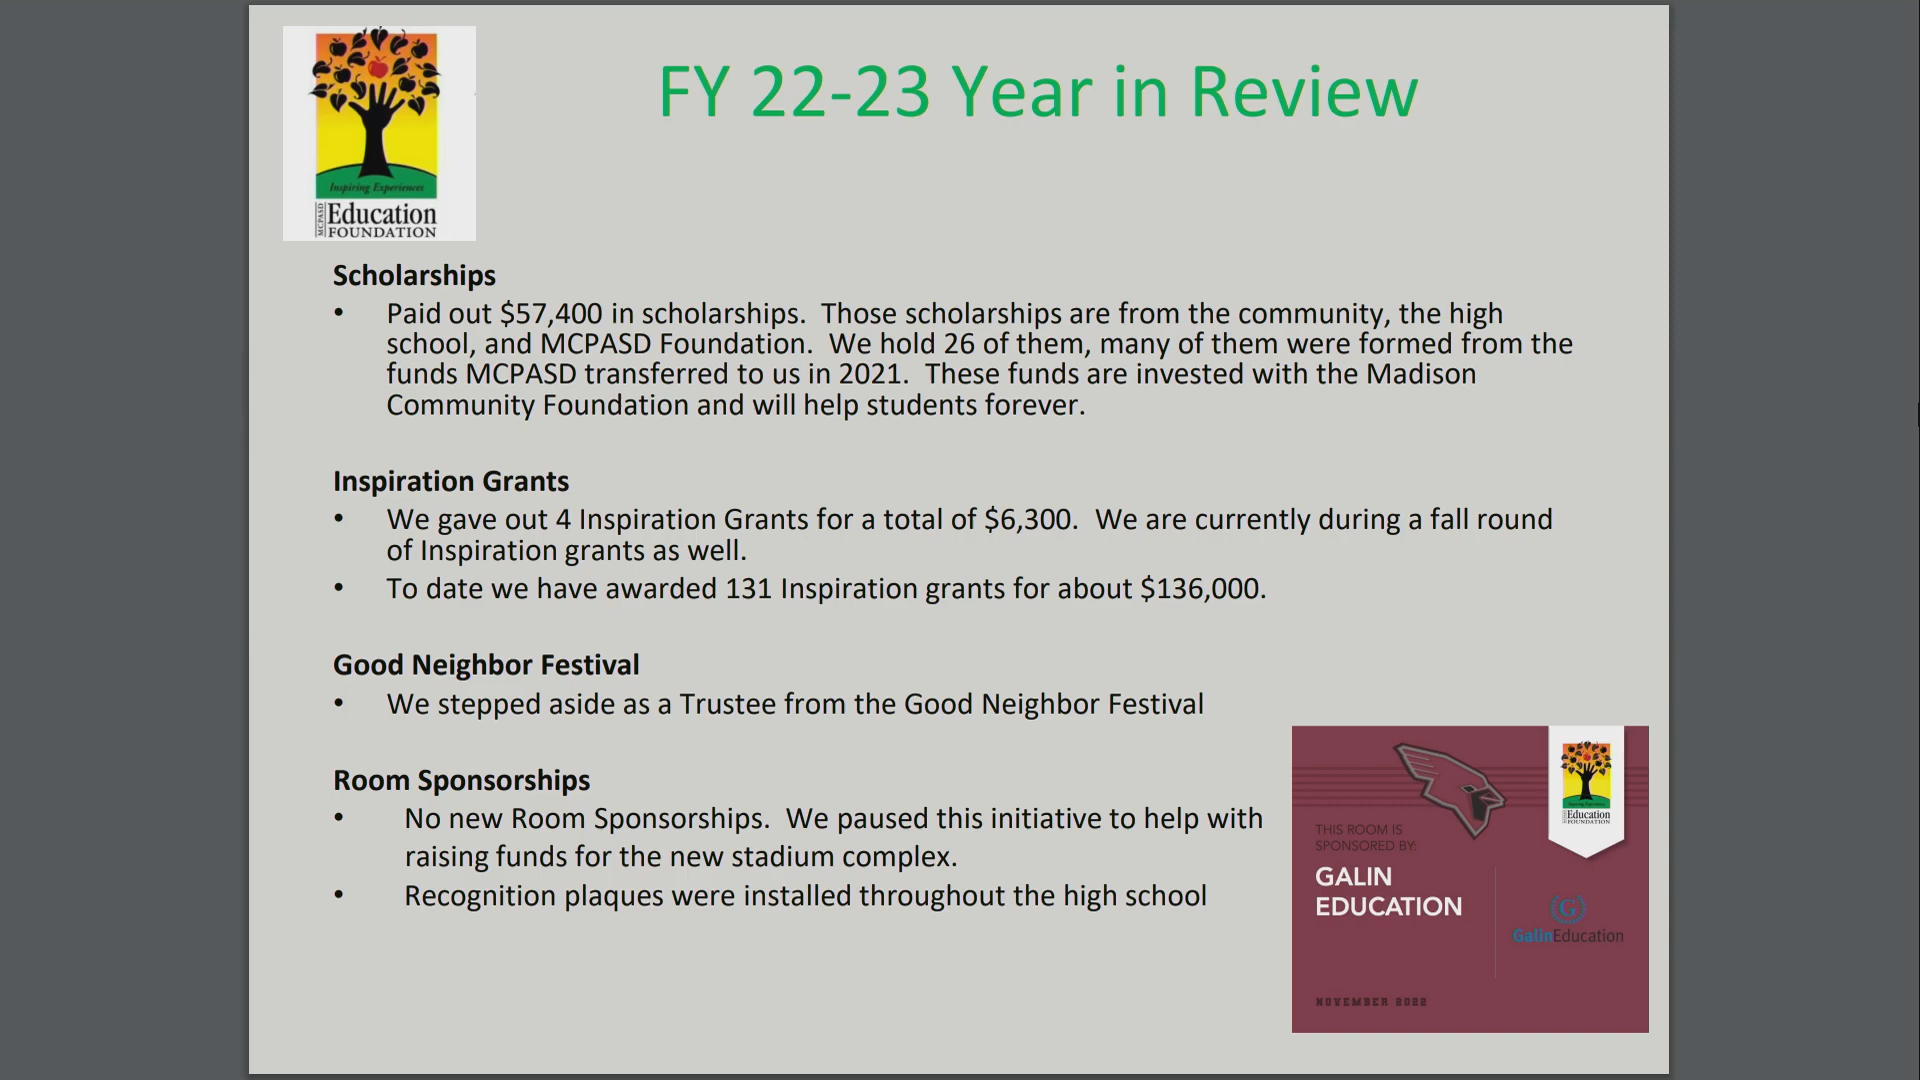 Inspiring Experiences
MCPASD
Education
FOUNDATION
FY 22-23 Year in Review
Scholarships
• Paid out $57,400 in scholarships.  Those scholarships are from the community, the high
school, and MCPASD Foundation.  We hold 26 of them, many of them were formed from the
funds MCPASD transferred to us in 2021.  These funds are invested with the Madison
Community Foundation and will help students forever.
Inspiration Grants
• We gave out 4 Inspiration Grants for a total of $6,300.  We are currently during a fall round
of Inspiration grants as well.
• To date we have awarded 131 Inspiration grants for about $136,000.
Good Neighbor Festival
• We stepped aside as a Trustee from the Good Neighbor Festival
Room Sponsorships
• No new Room Sponsorships.  We paused this initiative to help with
raising funds for the new stadium complex.
• Recognition plaques were installed throughout the high school
Inspiring Experiences
MCPASD
Education
FOUNDATION
THIS ROOM IS
SPONSORED BY:
GALIN
EDUCATION
G
GalinEducation
NOVEMBER 2022